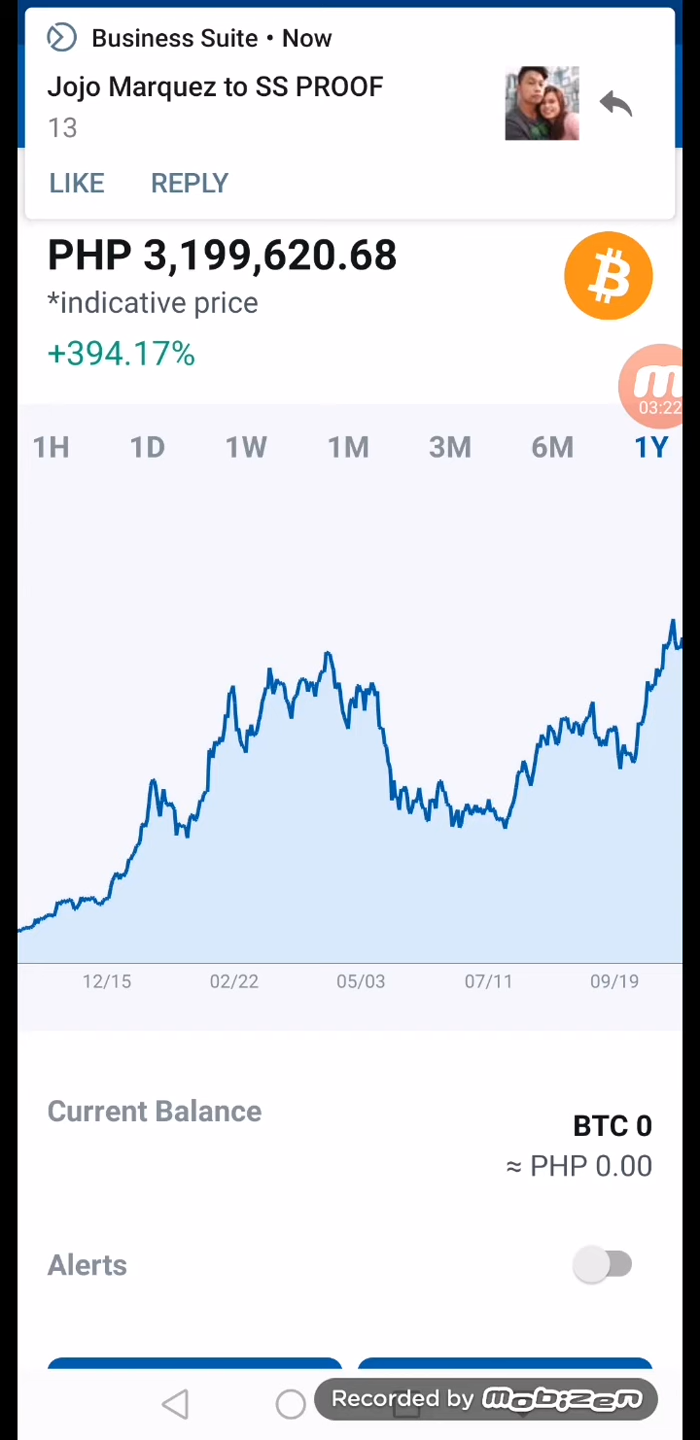 Business Suite • Now
Jojo Marquez to SS PROOF
13
LIKE REPLY
PHP 3,199,620.68
*indicative price
+394.17%
03:22
1H 1D 1W 1M 3M 6M 1Y
12/15 02/22 05/03 07/11 09/19
Current Balance
BTC 0
≈ PHP 0.00
Alerts
Recorded by mobizen